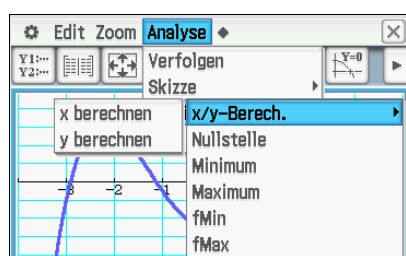 Edit Zoom Analyse
Y1:··· Y2:··· Verfolgen Y=0
Skizze
x berechnen x/y-Berech.
y berechnen Nullstelle
Minimum
-3 -2 -1 Maximum
fMin
fMax